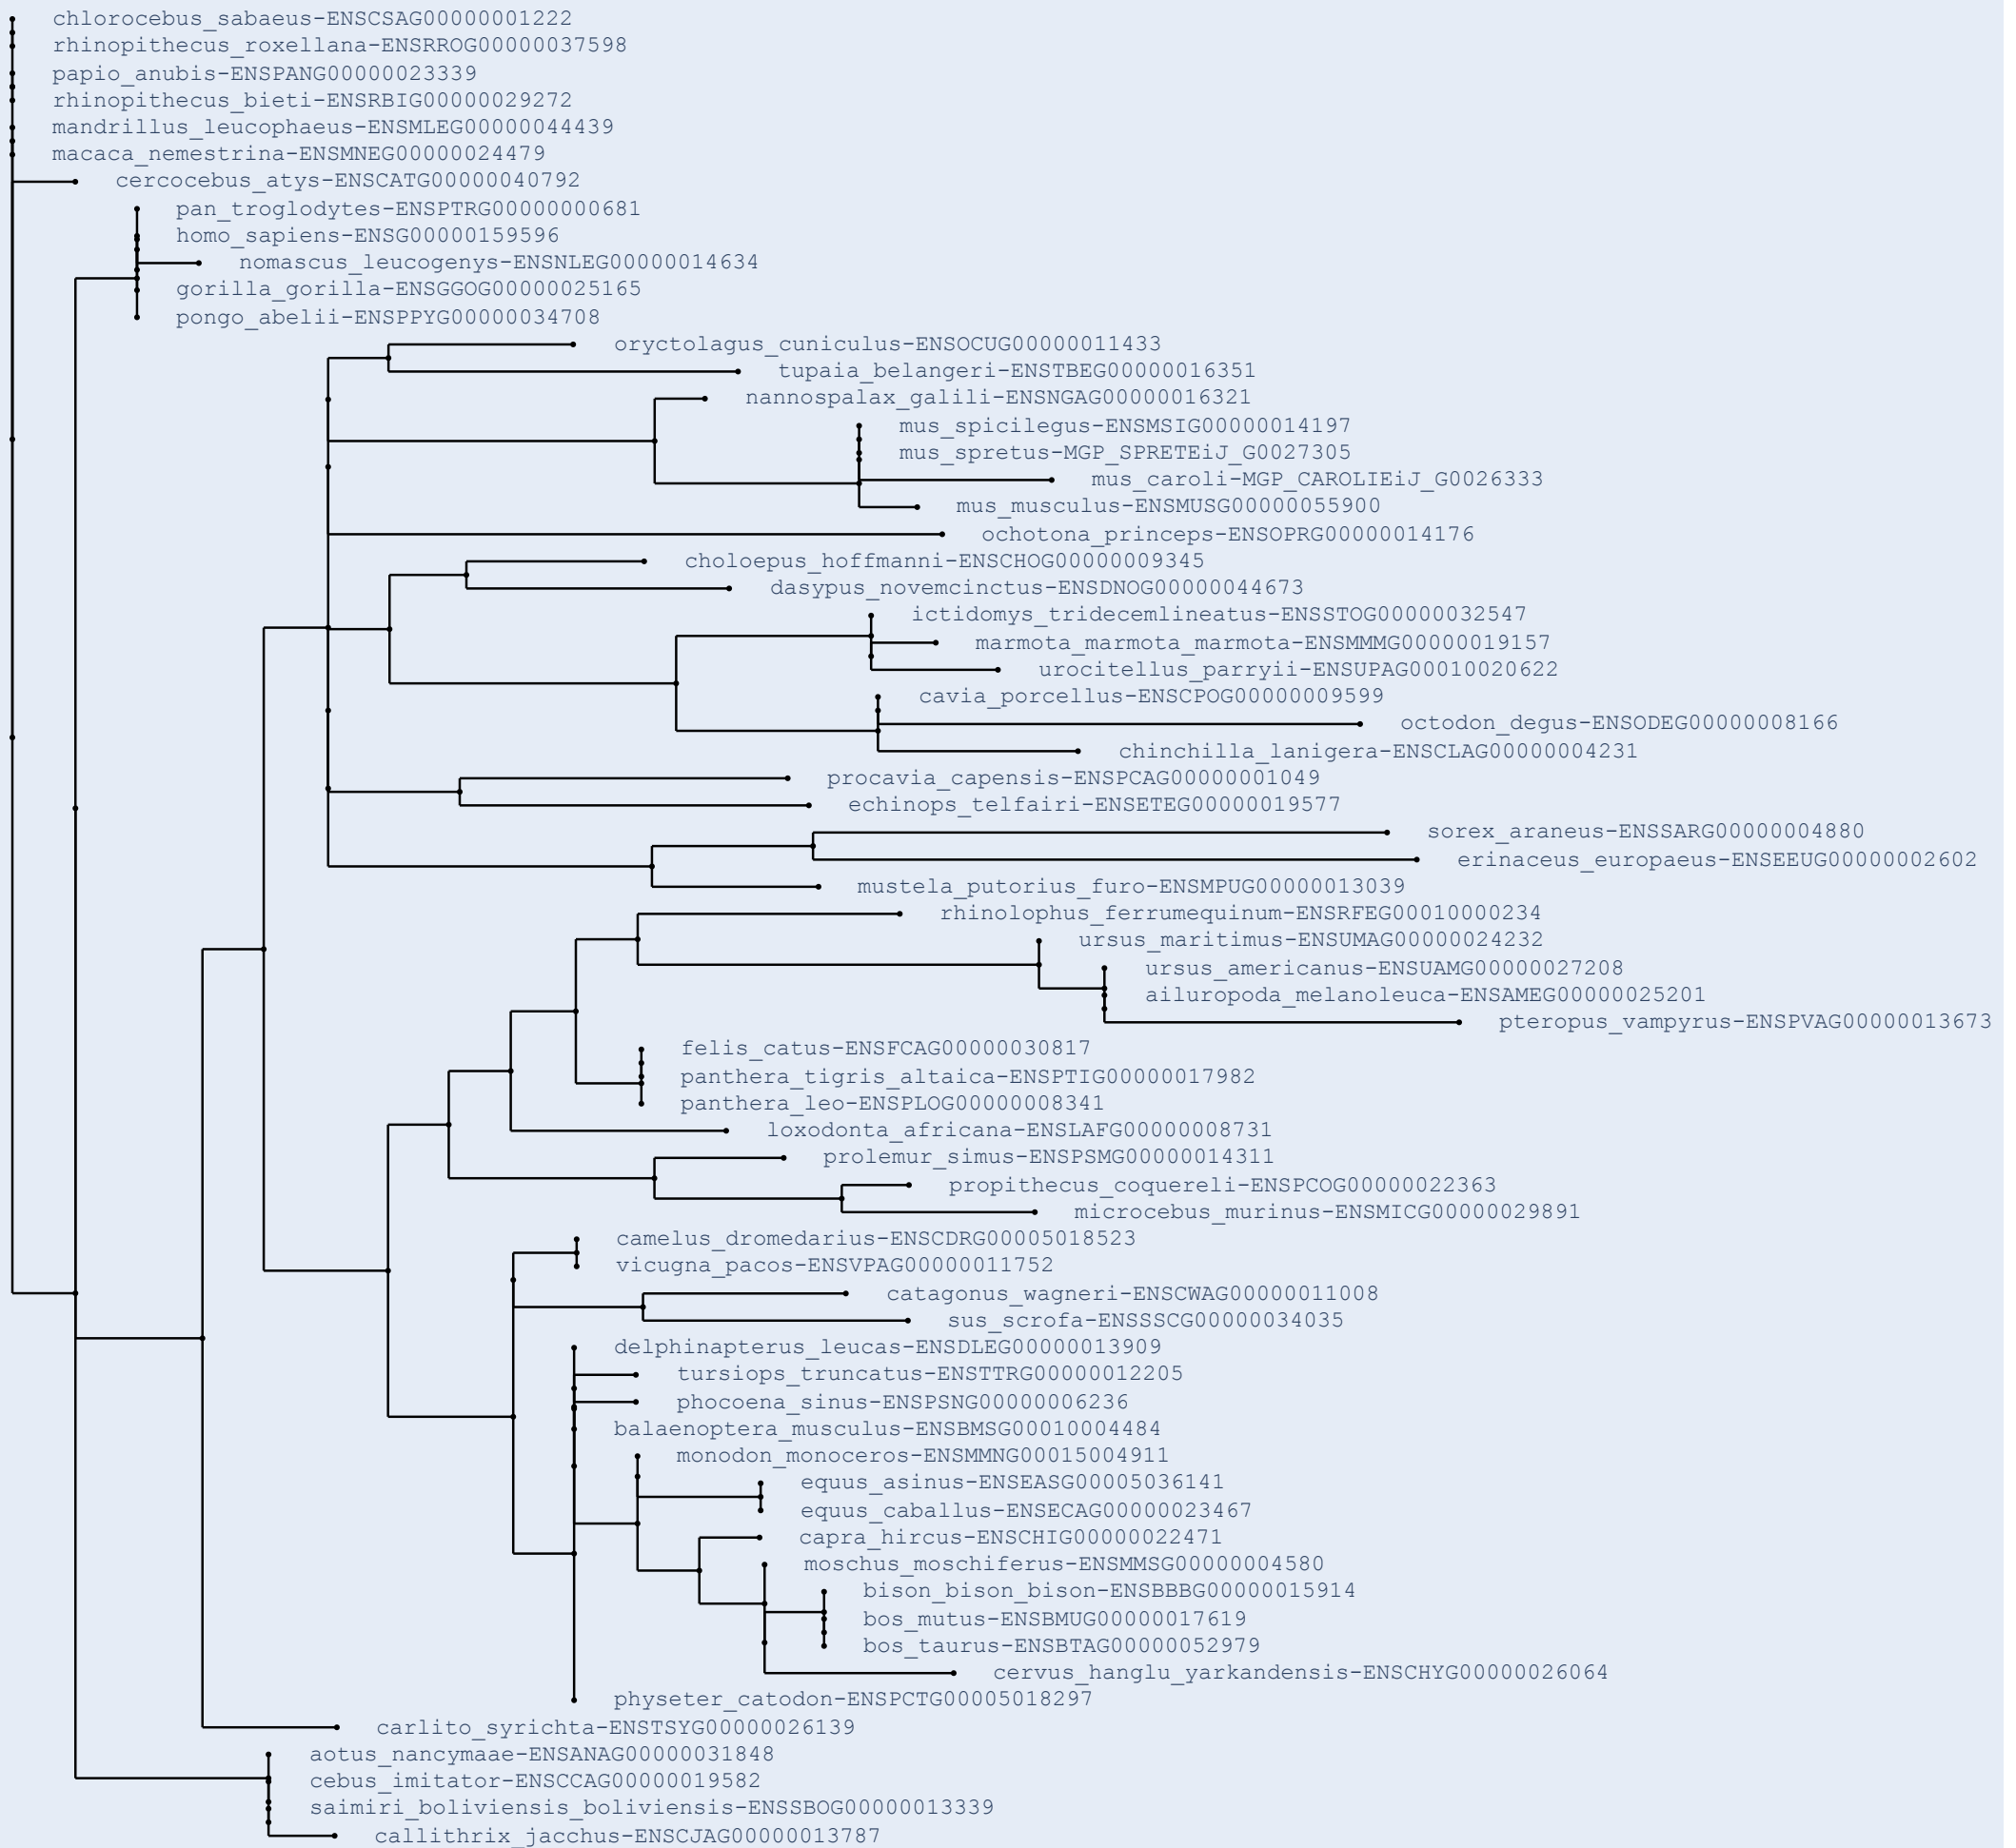 chlorocebus_sabaeus-ENSCSAG00000001222
rhinopithecus_roxellana-ENSRROG00000037598
papio_anubis-ENSPANG00000023339
rhinopithecus_bieti-ENSRBIG00000029272
mandrillus_leucophaeus-ENSMLEG00000044439
macaca_nemestrina-ENSMNEG00000024479
cercocebus_atys-ENSCATG00000040792
pan_troglodytes-ENSPTRG00000000681
homo_sapiens-ENSG00000159596
nomascus_leucogenys-ENSNLEG00000014634
gorilla_gorilla-ENSGGOG00000025165
pongo_abelii-ENSPPYG00000034708
oryctolagus_cuniculus-ENSOCUG00000011433
tupaia_belangeri-ENSTBEG00000016351
nannospalax_galili-ENSNGAG00000016321
mus_spicilegus-ENSMSIG00000014197
mus_spretus-MGP_SPRETEiJ_G0027305
mus_caroli-MGP_CAROLIEiJ_G0026333
mus_musculus-ENSMUSG00000055900
ochotona_princeps-ENSOPRG00000014176
choloepus_hoffmanni-ENSCHOG00000009345
dasypus_novemcinctus-ENSDNOG00000044673
ictidomys_tridecemlineatus-ENSSTOG00000032547
marmota_marmota_marmota-ENSMMMG00000019157
urocitellus_parryii-ENSUPAG00010020622
cavia_porcellus-ENSCPOG00000009599
octodon_degus-ENSODEG00000008166
chinchilla_lanigera-ENSCLAG00000004231
procavia_capensis-ENSPCAG00000001049
echinops_telfairi-ENSETEG00000019577
sorex_araneus-ENSSARG00000004880
erinaceus_europaeus-ENSEEUG00000002602
mustela_putorius_furo-ENSMPUG00000013039
rhinolophus_ferrumequinum-ENSRFEG00010000234
ursus_maritimus-ENSUMAG00000024232
ursus_americanus-ENSUAMG00000027208
ailuropoda_melanoleuca-ENSAMEG00000025201
pteropus_vampyrus-ENSPVAG00000013673
felis_catus-ENSFCAG00000030817
panthera_tigris_altaica-ENSPTIG00000017982
panthera_leo-ENSPLOG00000008341
loxodonta_africana-ENSLAFG00000008731
prolemur_simus-ENSPSMG00000014311
propithecus_coquereli-ENSPCOG00000022363
microcebus_murinus-ENSMICG00000029891
camelus_dromedarius-ENSCDRG00005018523
vicugna_pacos-ENSVPAG00000011752
catagonus_wagneri-ENSCWAG00000011008
sus_scrofa-ENSSSCG00000034035
delphinapterus_leucas-ENSDLEG00000013909
tursiops_truncatus-ENSTTRG00000012205
phocoena_sinus-ENSPSNG00000006236
balaenoptera_musculus-ENSBMSG00010004484
monodon_monoceros-ENSMMNG00015004911
equus_asinus-ENSEASG00005036141
equus_caballus-ENSECAG00000023467
capra_hircus-ENSCHIG00000022471
moschus_moschiferus-ENSMMSG00000004580
bison_bison_bison-ENSBBBG00000015914
bos_mutus-ENSBMUG00000017619
bos_taurus-ENSBTAG00000052979
cervus_hanglu_yarkandensis-ENSCHYG00000026064
physeter_catodon-ENSPCTG00005018297
carlito_syrichta-ENSTSYG00000026139
aotus_nancymaae-ENSANAG00000031848
cebus_imitator-ENSCCAG00000019582
saimiri_boliviensis_boliviensis-ENSSBOG00000013339
callithrix_jacchus-ENSCJAG00000013787